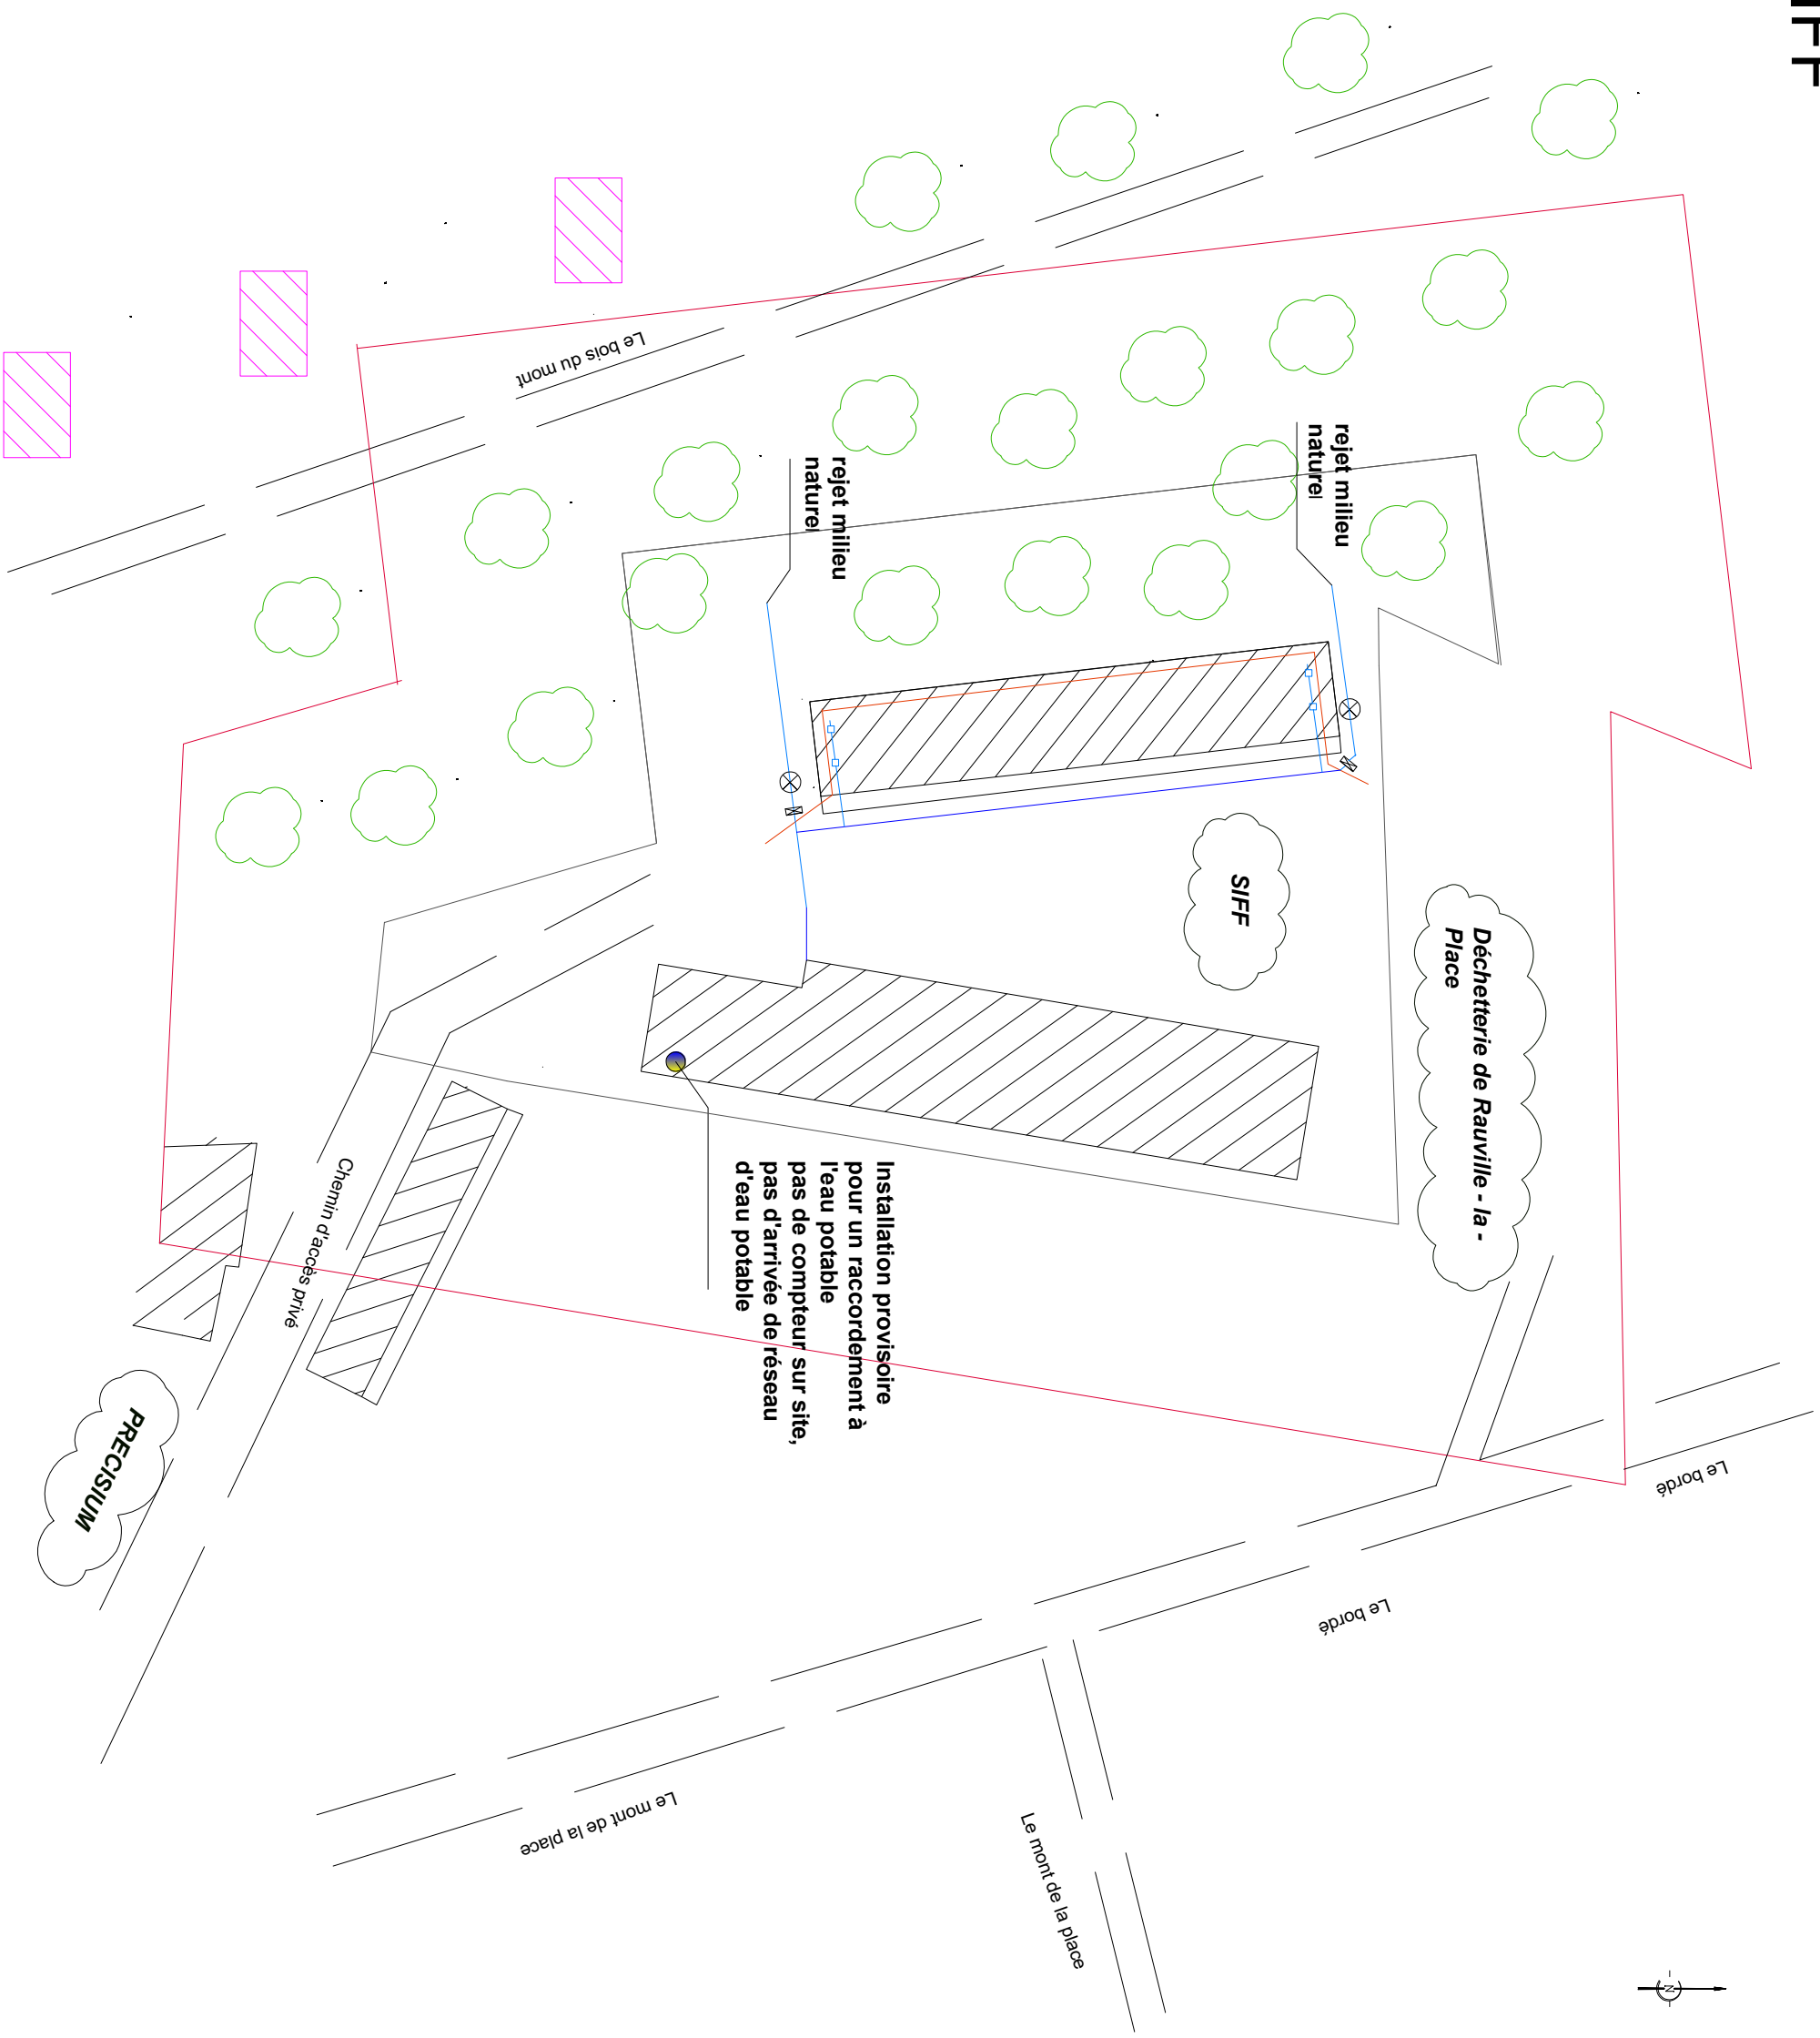 Le bois du mont
rejet milieu
naturel
rejet milieu
naturel
SIFF
Déchetterie de Rauville - la -
Place
Installation provisoire
pour un raccordement à
l'eau potable
pas de compteur sur site,
pas d'arrivée de réseau
d'eau potable
Chemin d'accès privé
PRECISIUM
Le bordé
Le bordé
Le mont de la place
Le mont de la place
N